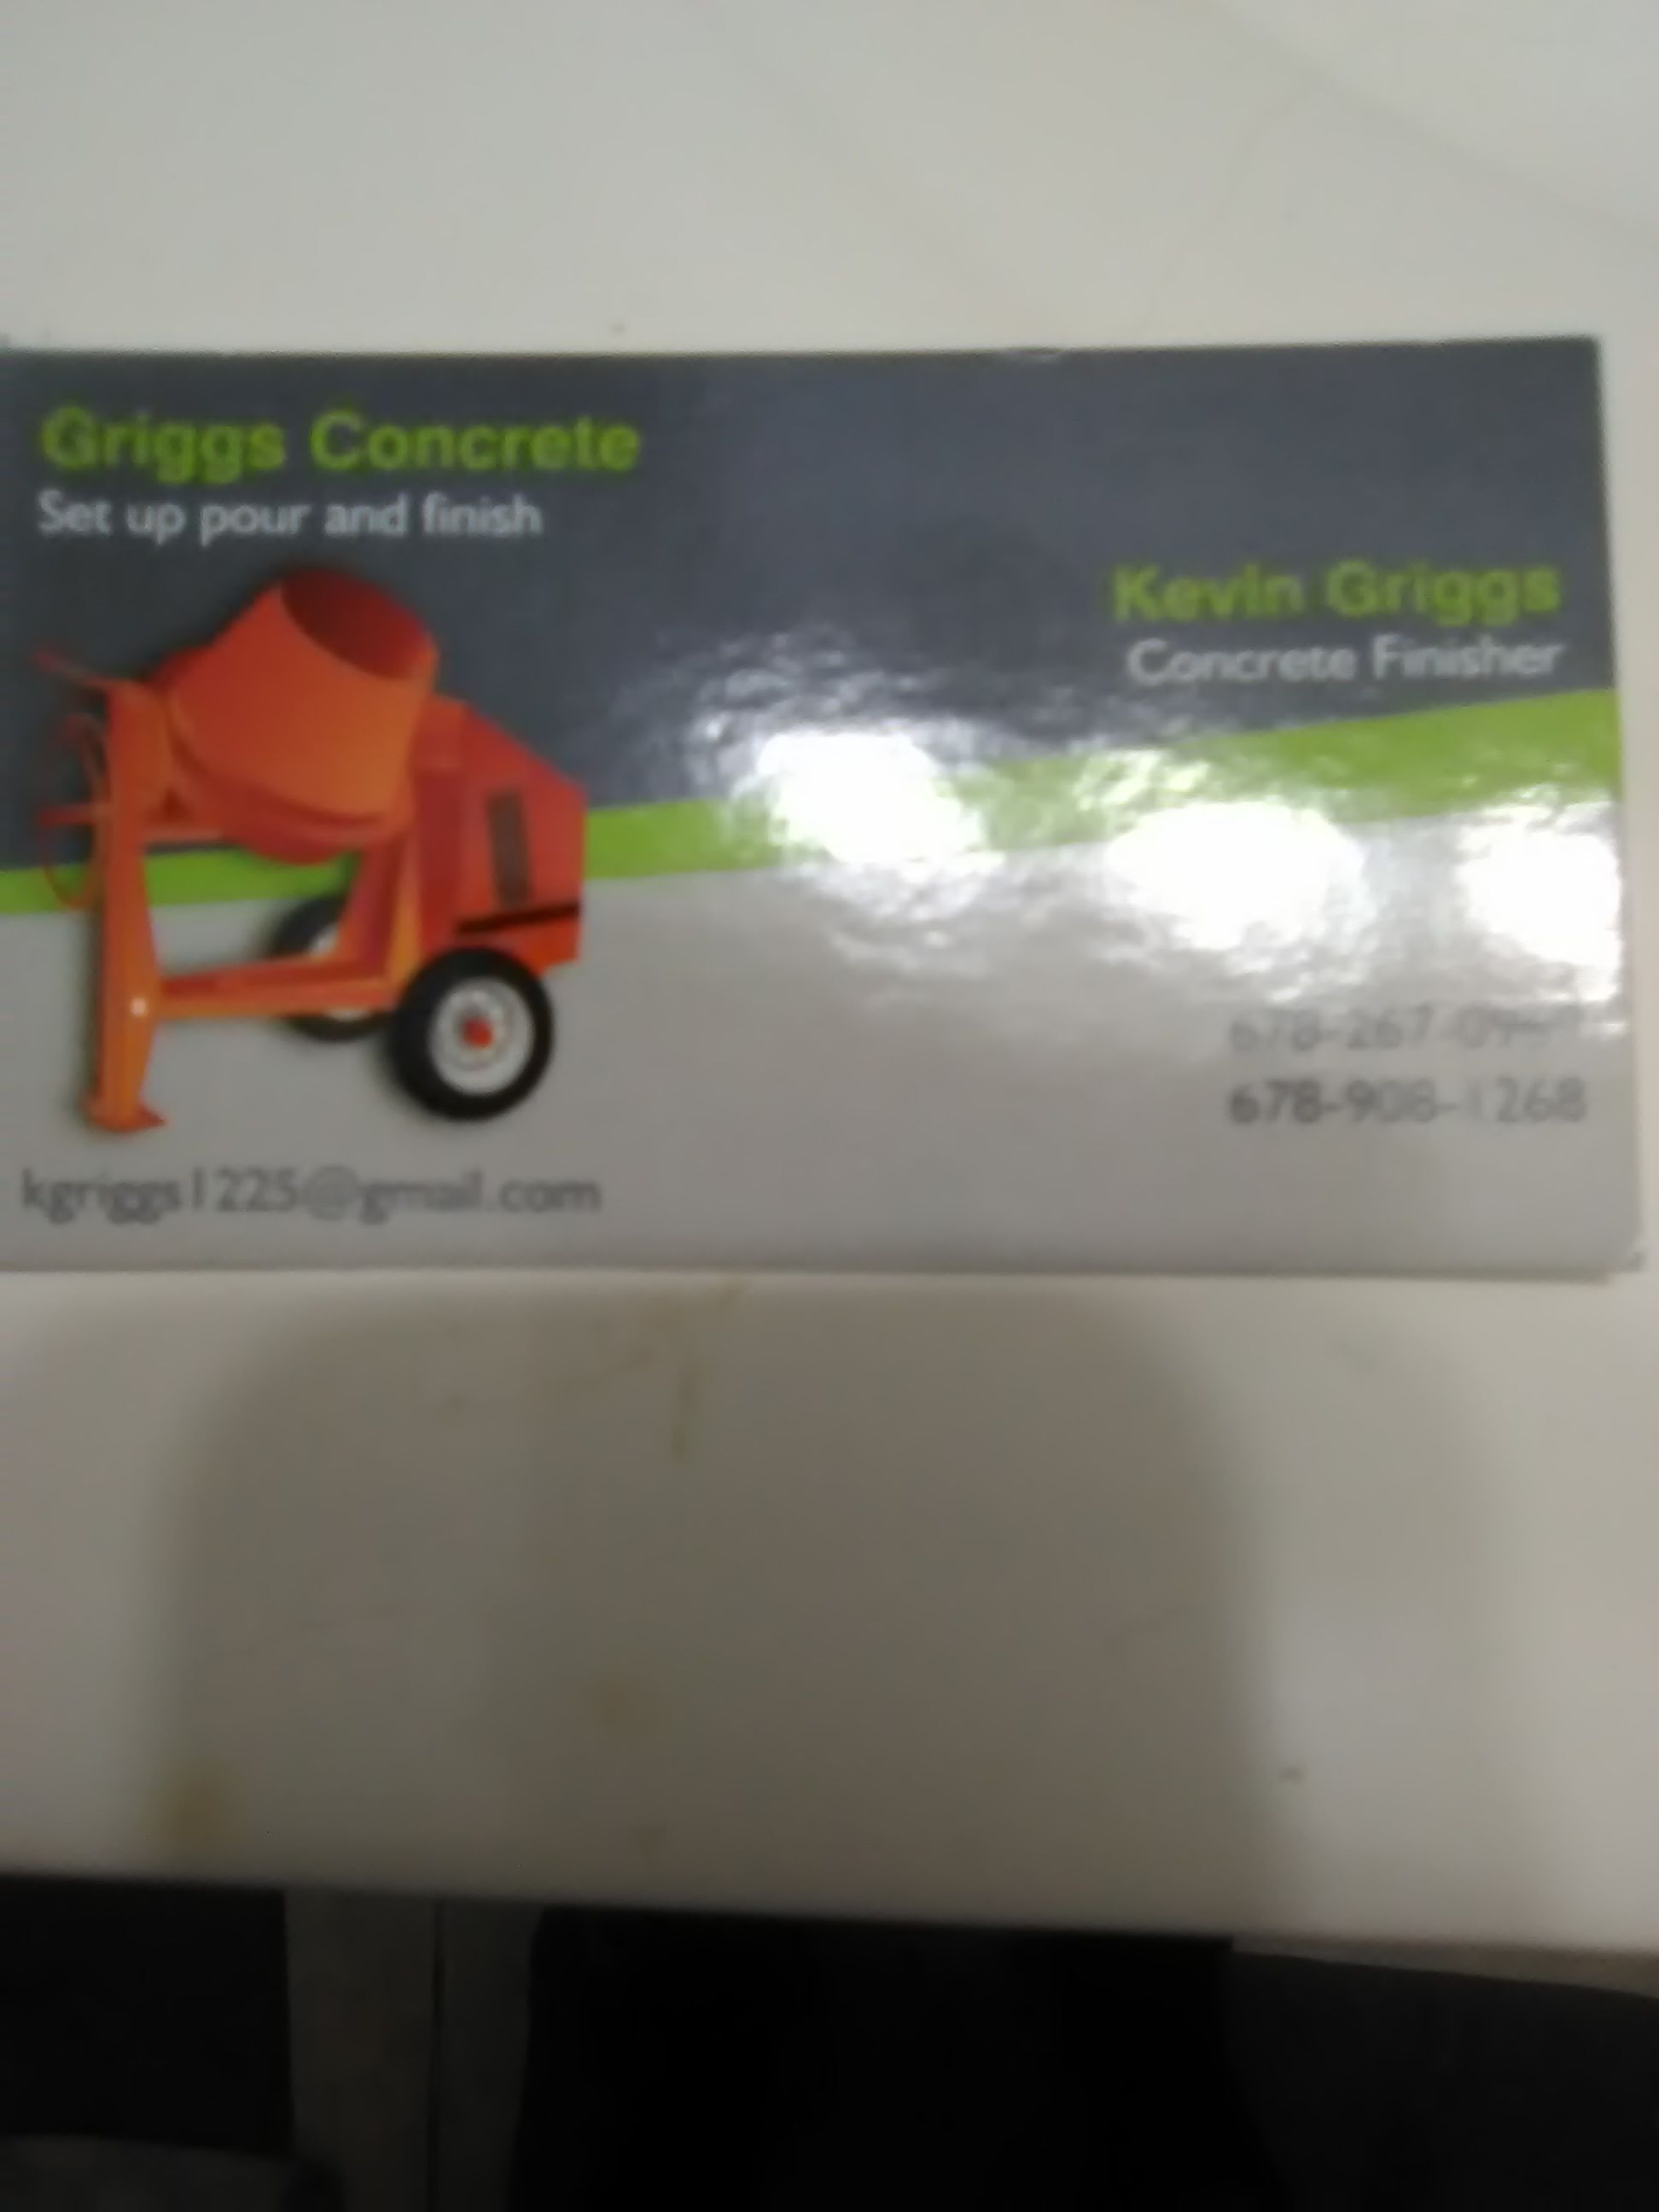 Griggs Concrete
Set up pour and finish
Kevin Griggs
Concrete Finisher
678-908-1268
kgriggs1225@gmail.com